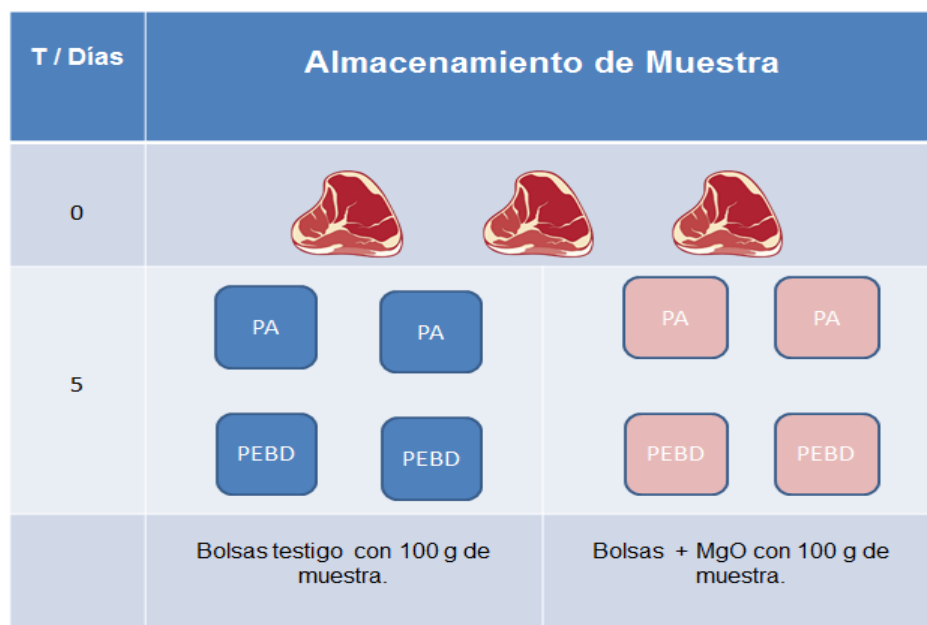 T / Días
Almacenamiento de Muestra
0
5
PA
PA
PA
PA
PEBD
PEBD
PEBD
PEBD
Bolsas testigo con 100 g de
muestra.
Bolsas + MgO con 100 g de
muestra.